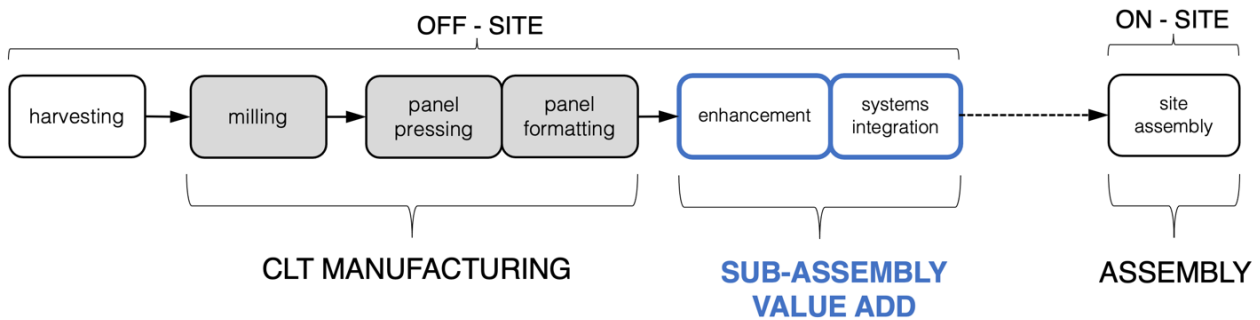 OFF - SITE
ON - SITE
harvesting
milling
panel
pressing
panel
formatting
enhancement
systems
integration
site
assembly
CLT MANUFACTURING
SUB-ASSEMBLY
VALUE ADD
ASSEMBLY